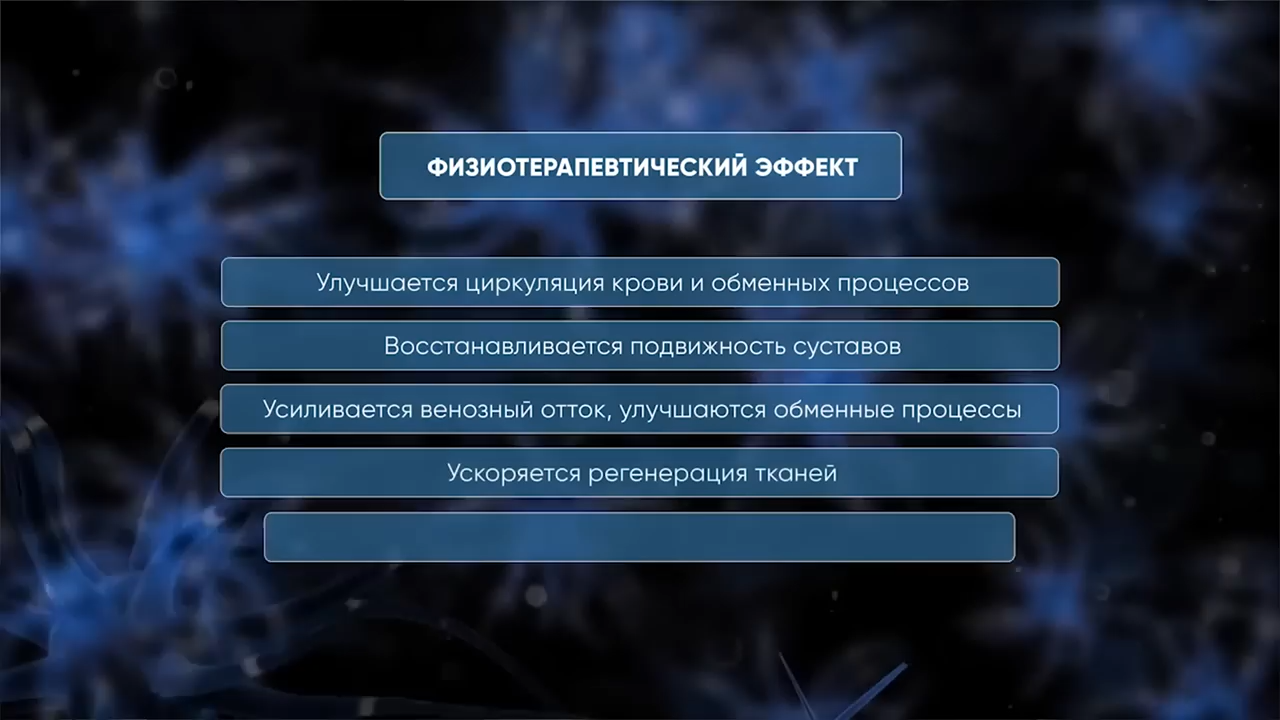 ФИЗИОТЕРАПЕВТИЧЕСКИЙ ЭФФЕКТ
Улучшается циркуляция крови и обменных процессов
Восстанавливается подвижность суставов
Усиливается венозный отток, улучшаются обменные процессы
Ускоряется регенерация тканей